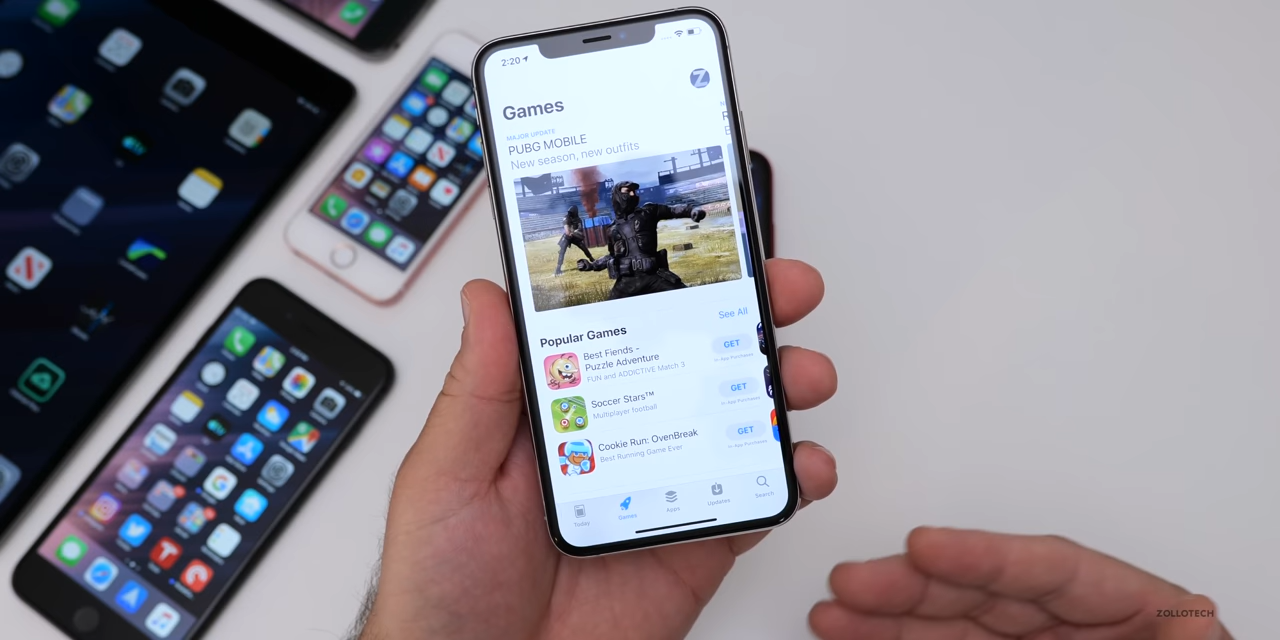 2:20
Z
Games
MAJOR UPDATE
PUBG MOBILE
New season, new outfits
Popular Games
See All
Best Fiends -
Puzzle Adventure
FUN and ADDICTIVE Match 3
GET
In-App Purchases
Soccer Stars™
Multiplayer football
GET
In-App Purchases
Cookie Run: OvenBreak
Best Running Game Ever
GET
In-App Purchases
Today
Games
Apps
Updates
Search
ZOLLOTECH